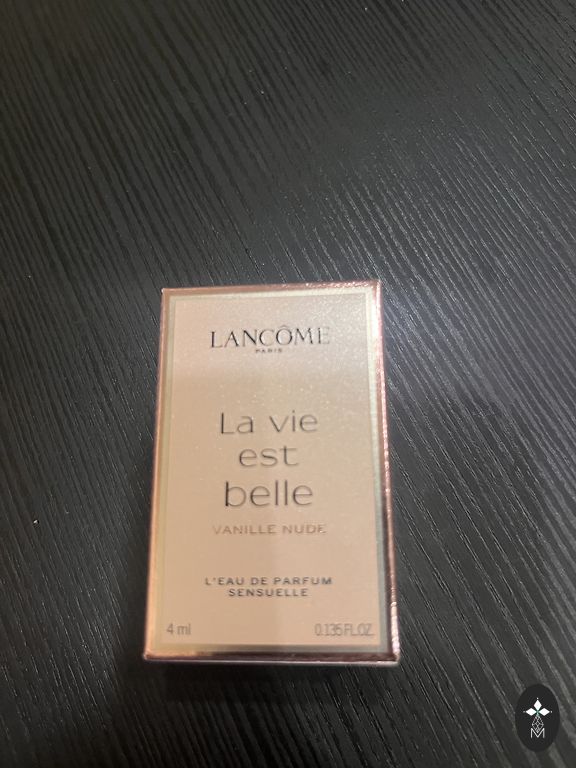 LANCÔME
PARIS
La vie
est
belle
VANILLE NUDE
L'EAU DE PARFUM
SENSUELLE
4 ml 0.135 FL.OZ.
M